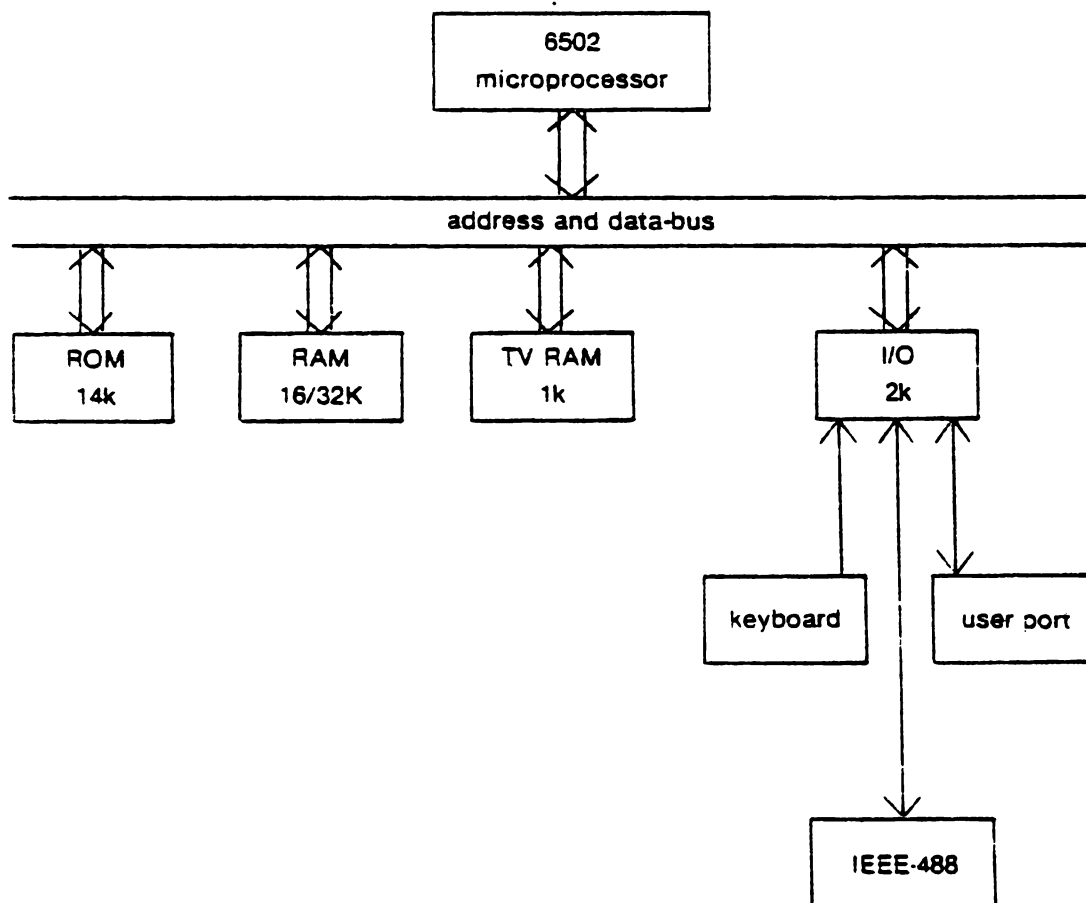 6502
microprocessor
address and data-bus
ROM
14k
RAM
16/32K
TV RAM
1k
I/O
2k
keyboard
user port
IEEE-488